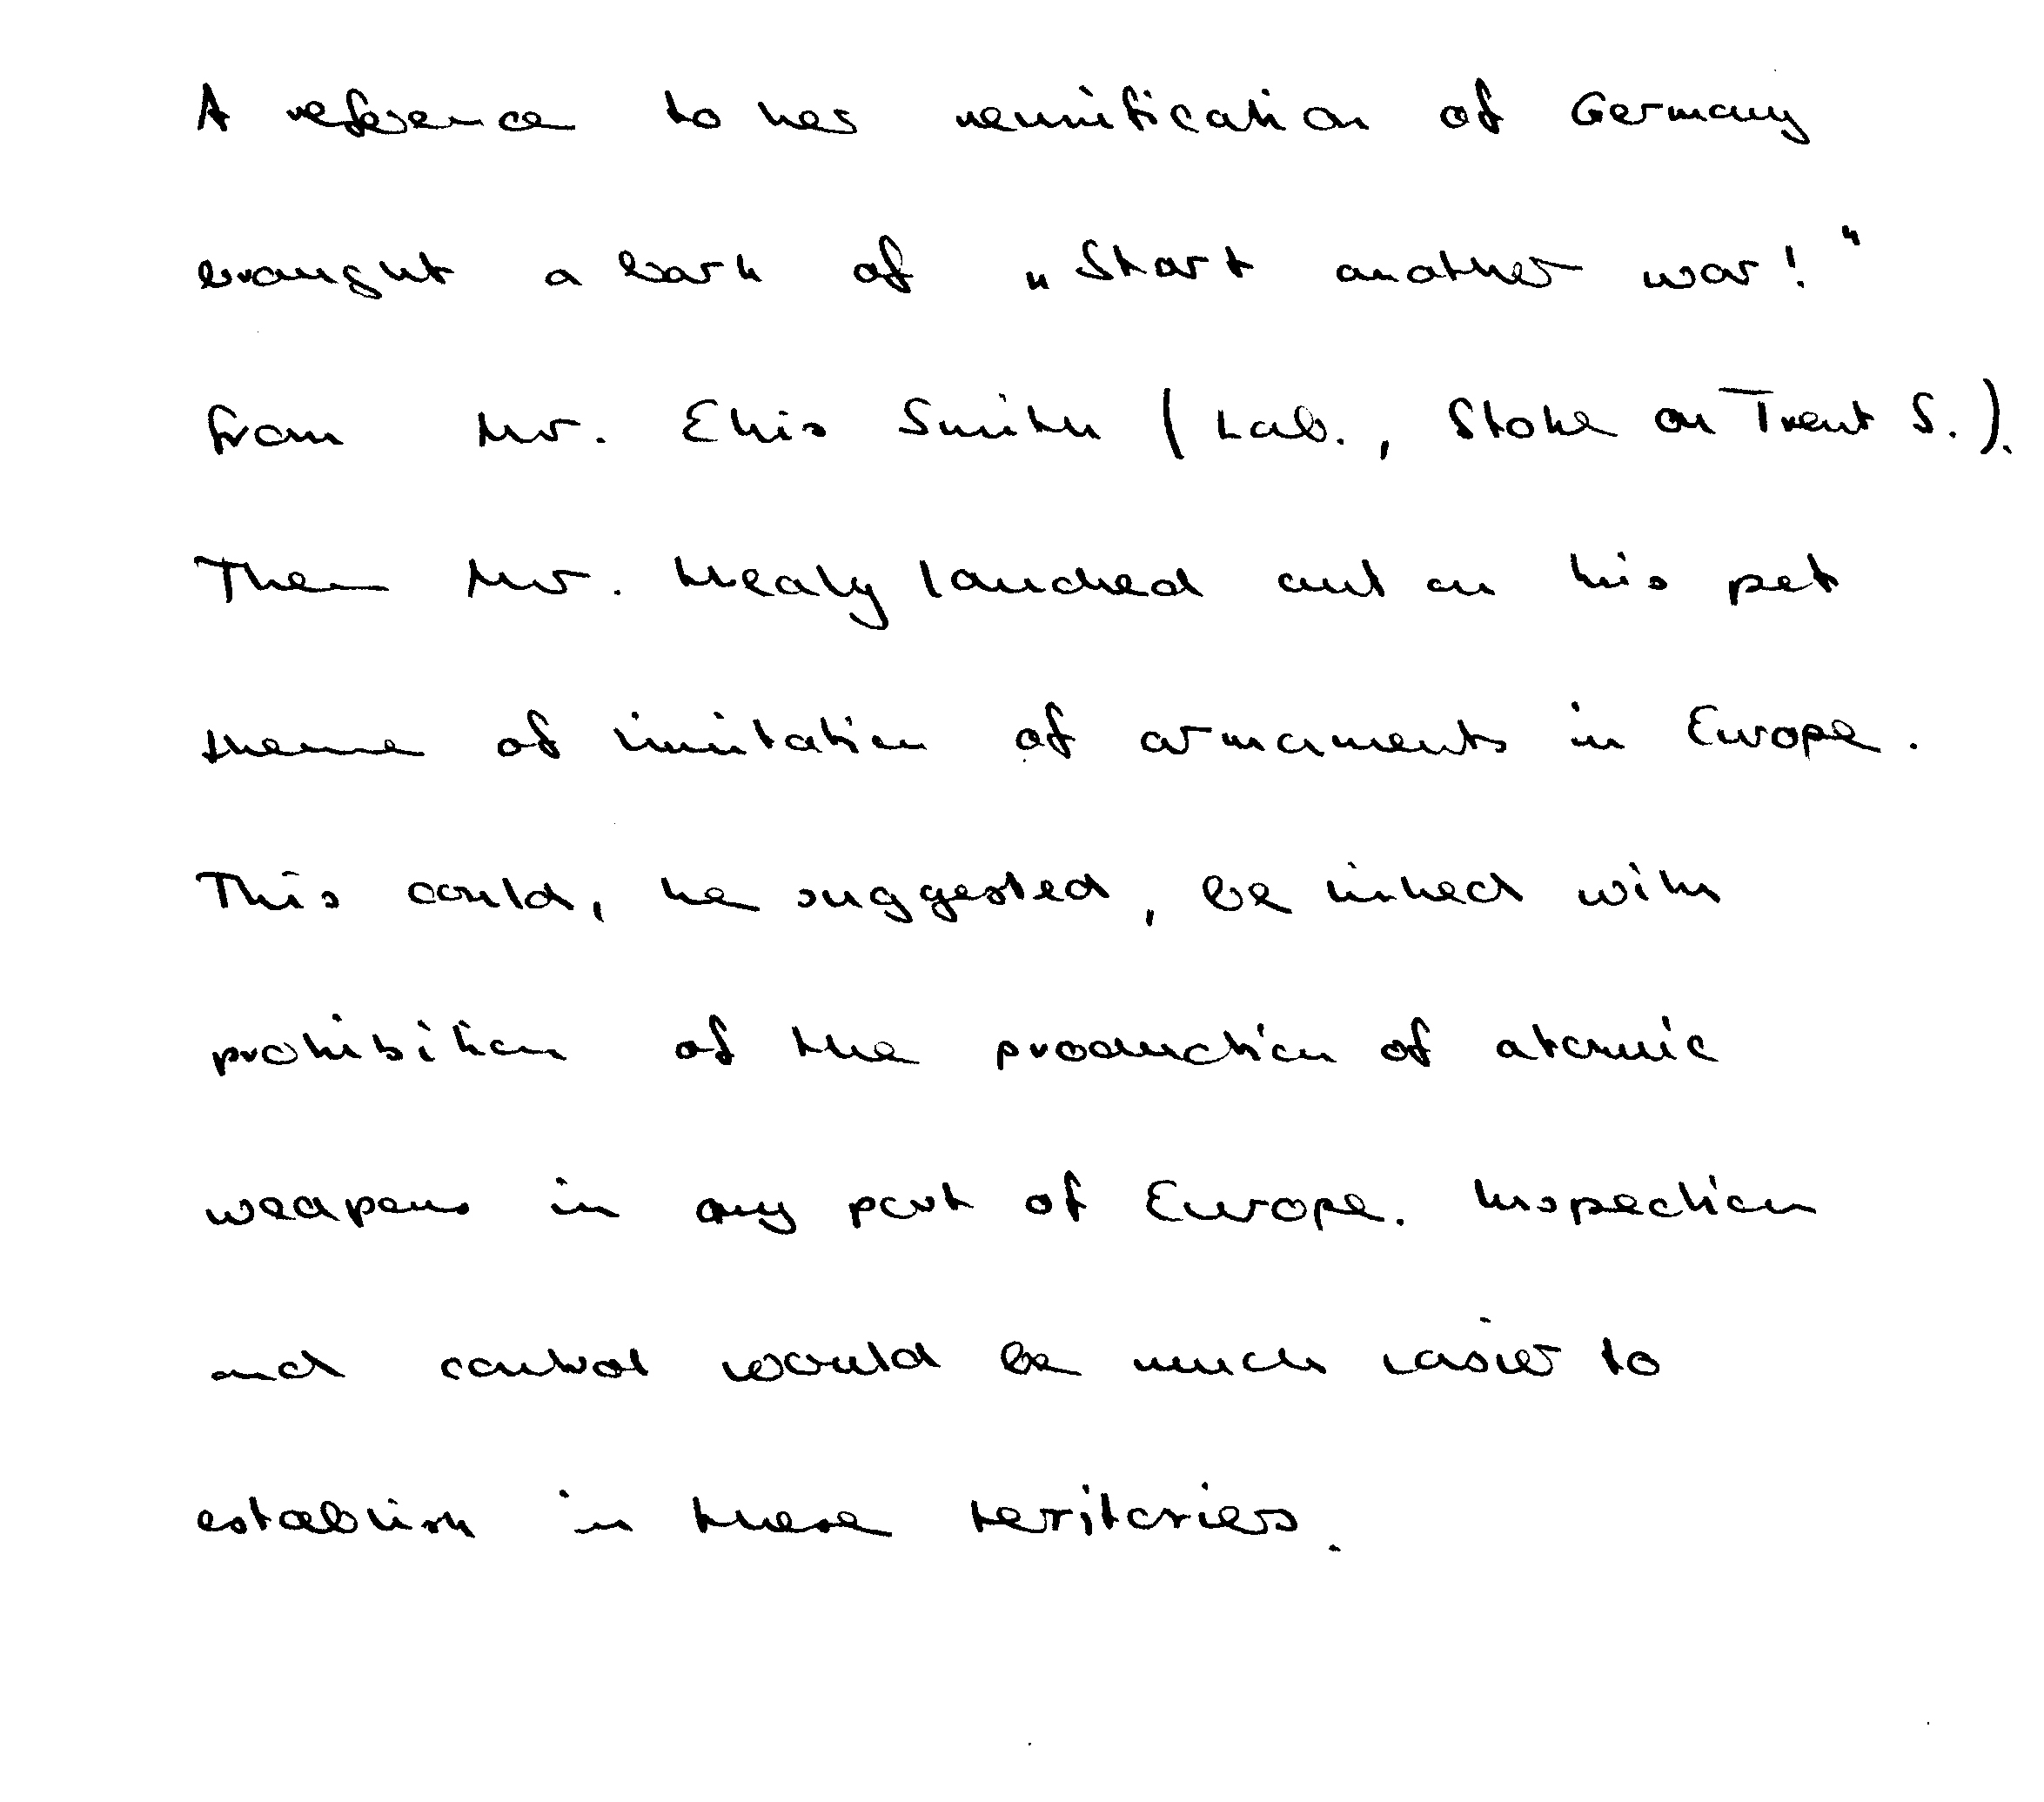 A reference to hes reunification of Germany
brought a bark of „Start another war!“
from Mr. Ellis Smith (Lab., Stoke on Trent S.).
Then Mr. Healy lauched out on his pet
theme of limitation of armaments in Europe.
This could, he suggested, be linked with
prohibition of the production of atomic
weapons in any part of Europe. Inspection
and control would be much easier to
establish in these teritories.